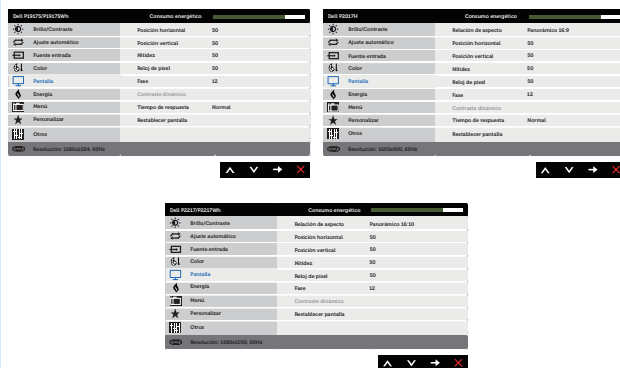 Dell P1917S/P1917SWh Consumo energético
Brillo/Contraste Posición horizontal 50
Ajuste automático Posición vertical 50
Fuente entrada Nitidez 50
Color Reloj de píxel 50
Pantalla Fase 12
Energía Contraste dinámico
Menú Tiempo de respuesta Normal
Personalizar Restablecer pantalla
Otros
Resolución: 1280x1024, 60Hz
Dell P2017H Consumo energético
Brillo/Contraste Relación de aspecto Panorámico 16:9
Ajuste automático Posición horizontal 50
Fuente entrada Posición vertical 50
Color Nitidez 50
Pantalla Reloj de píxel 50
Energía Fase 12
Menú Contraste dinámico
Personalizar Tiempo de respuesta Normal
Otros Restablecer pantalla
Resolución: 1600x900, 60Hz
Dell P2217/P2217Wh Consumo energético
Brillo/Contraste Relación de aspecto Panorámico 16:10
Ajuste automático Posición horizontal 50
Fuente entrada Posición vertical 50
Color Nitidez 50
Pantalla Reloj de píxel 50
Energía Fase 12
Menú Contraste dinámico
Personalizar Restablecer pantalla
Otros
Resolución: 1680x1050, 60Hz